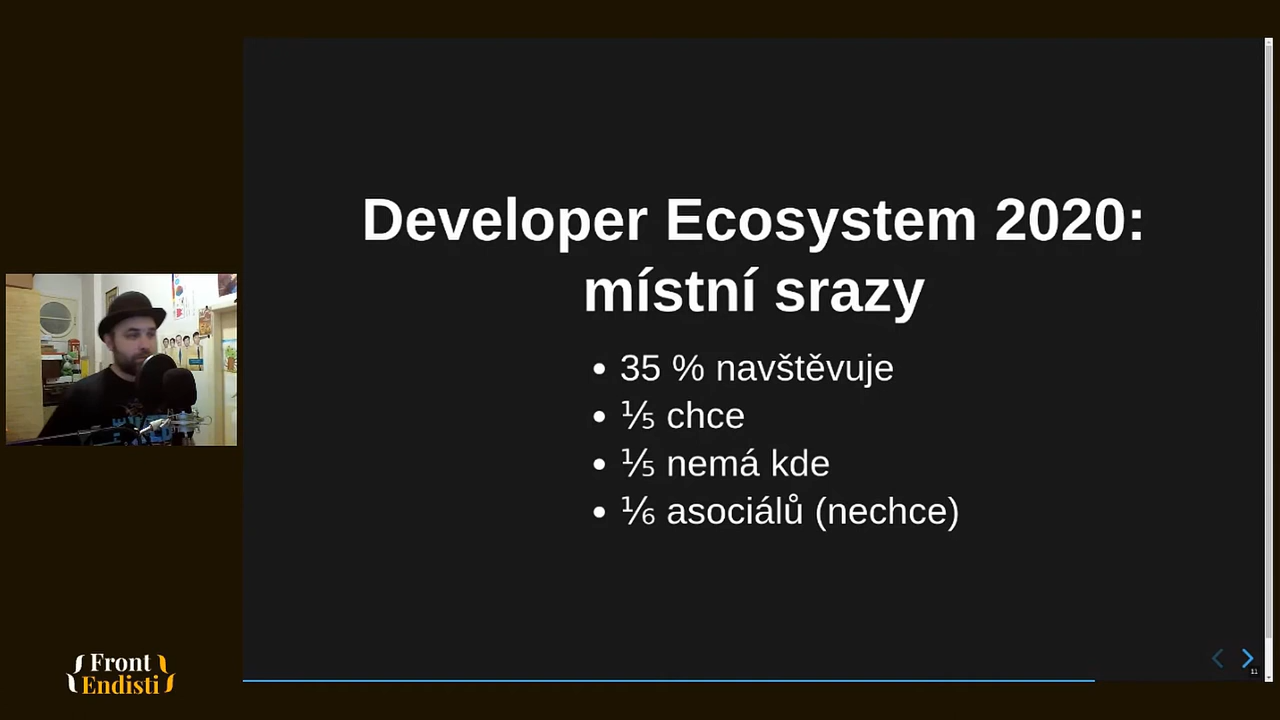 Developer Ecosystem 2020:
místní srazy
• 35 % navštěvuje
• ⅕ chce
• ⅕ nemá kde
• ⅙ asociálů (nechce)
11
{Front
Endisti}